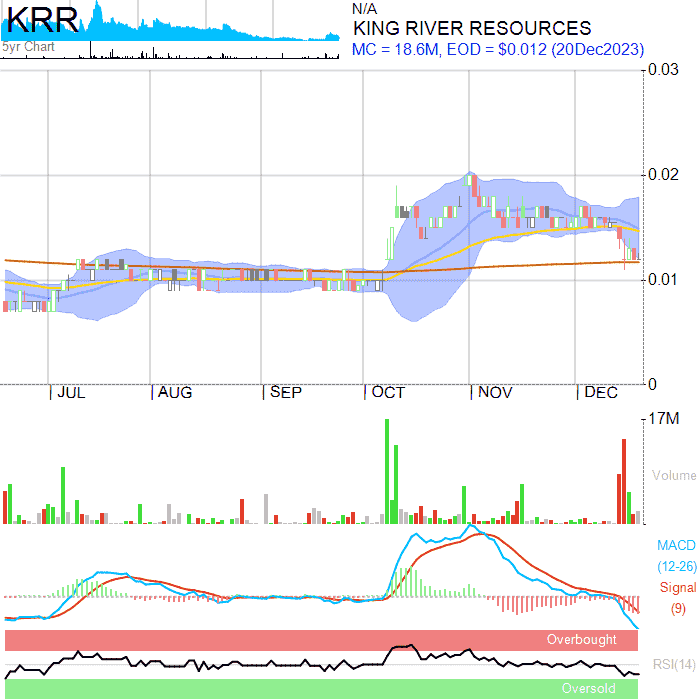 KRR
5yr Chart
N/A
KING RIVER RESOURCES
MC = 18.6M, EOD = $0.012 (20Dec2023)
0.03
0.02
0.01
0
JUL AUG SEP OCT NOV DEC
17M
Volume
MACD
(12-26)
Signal
(9)
Overbought
RSI(14)
Oversold